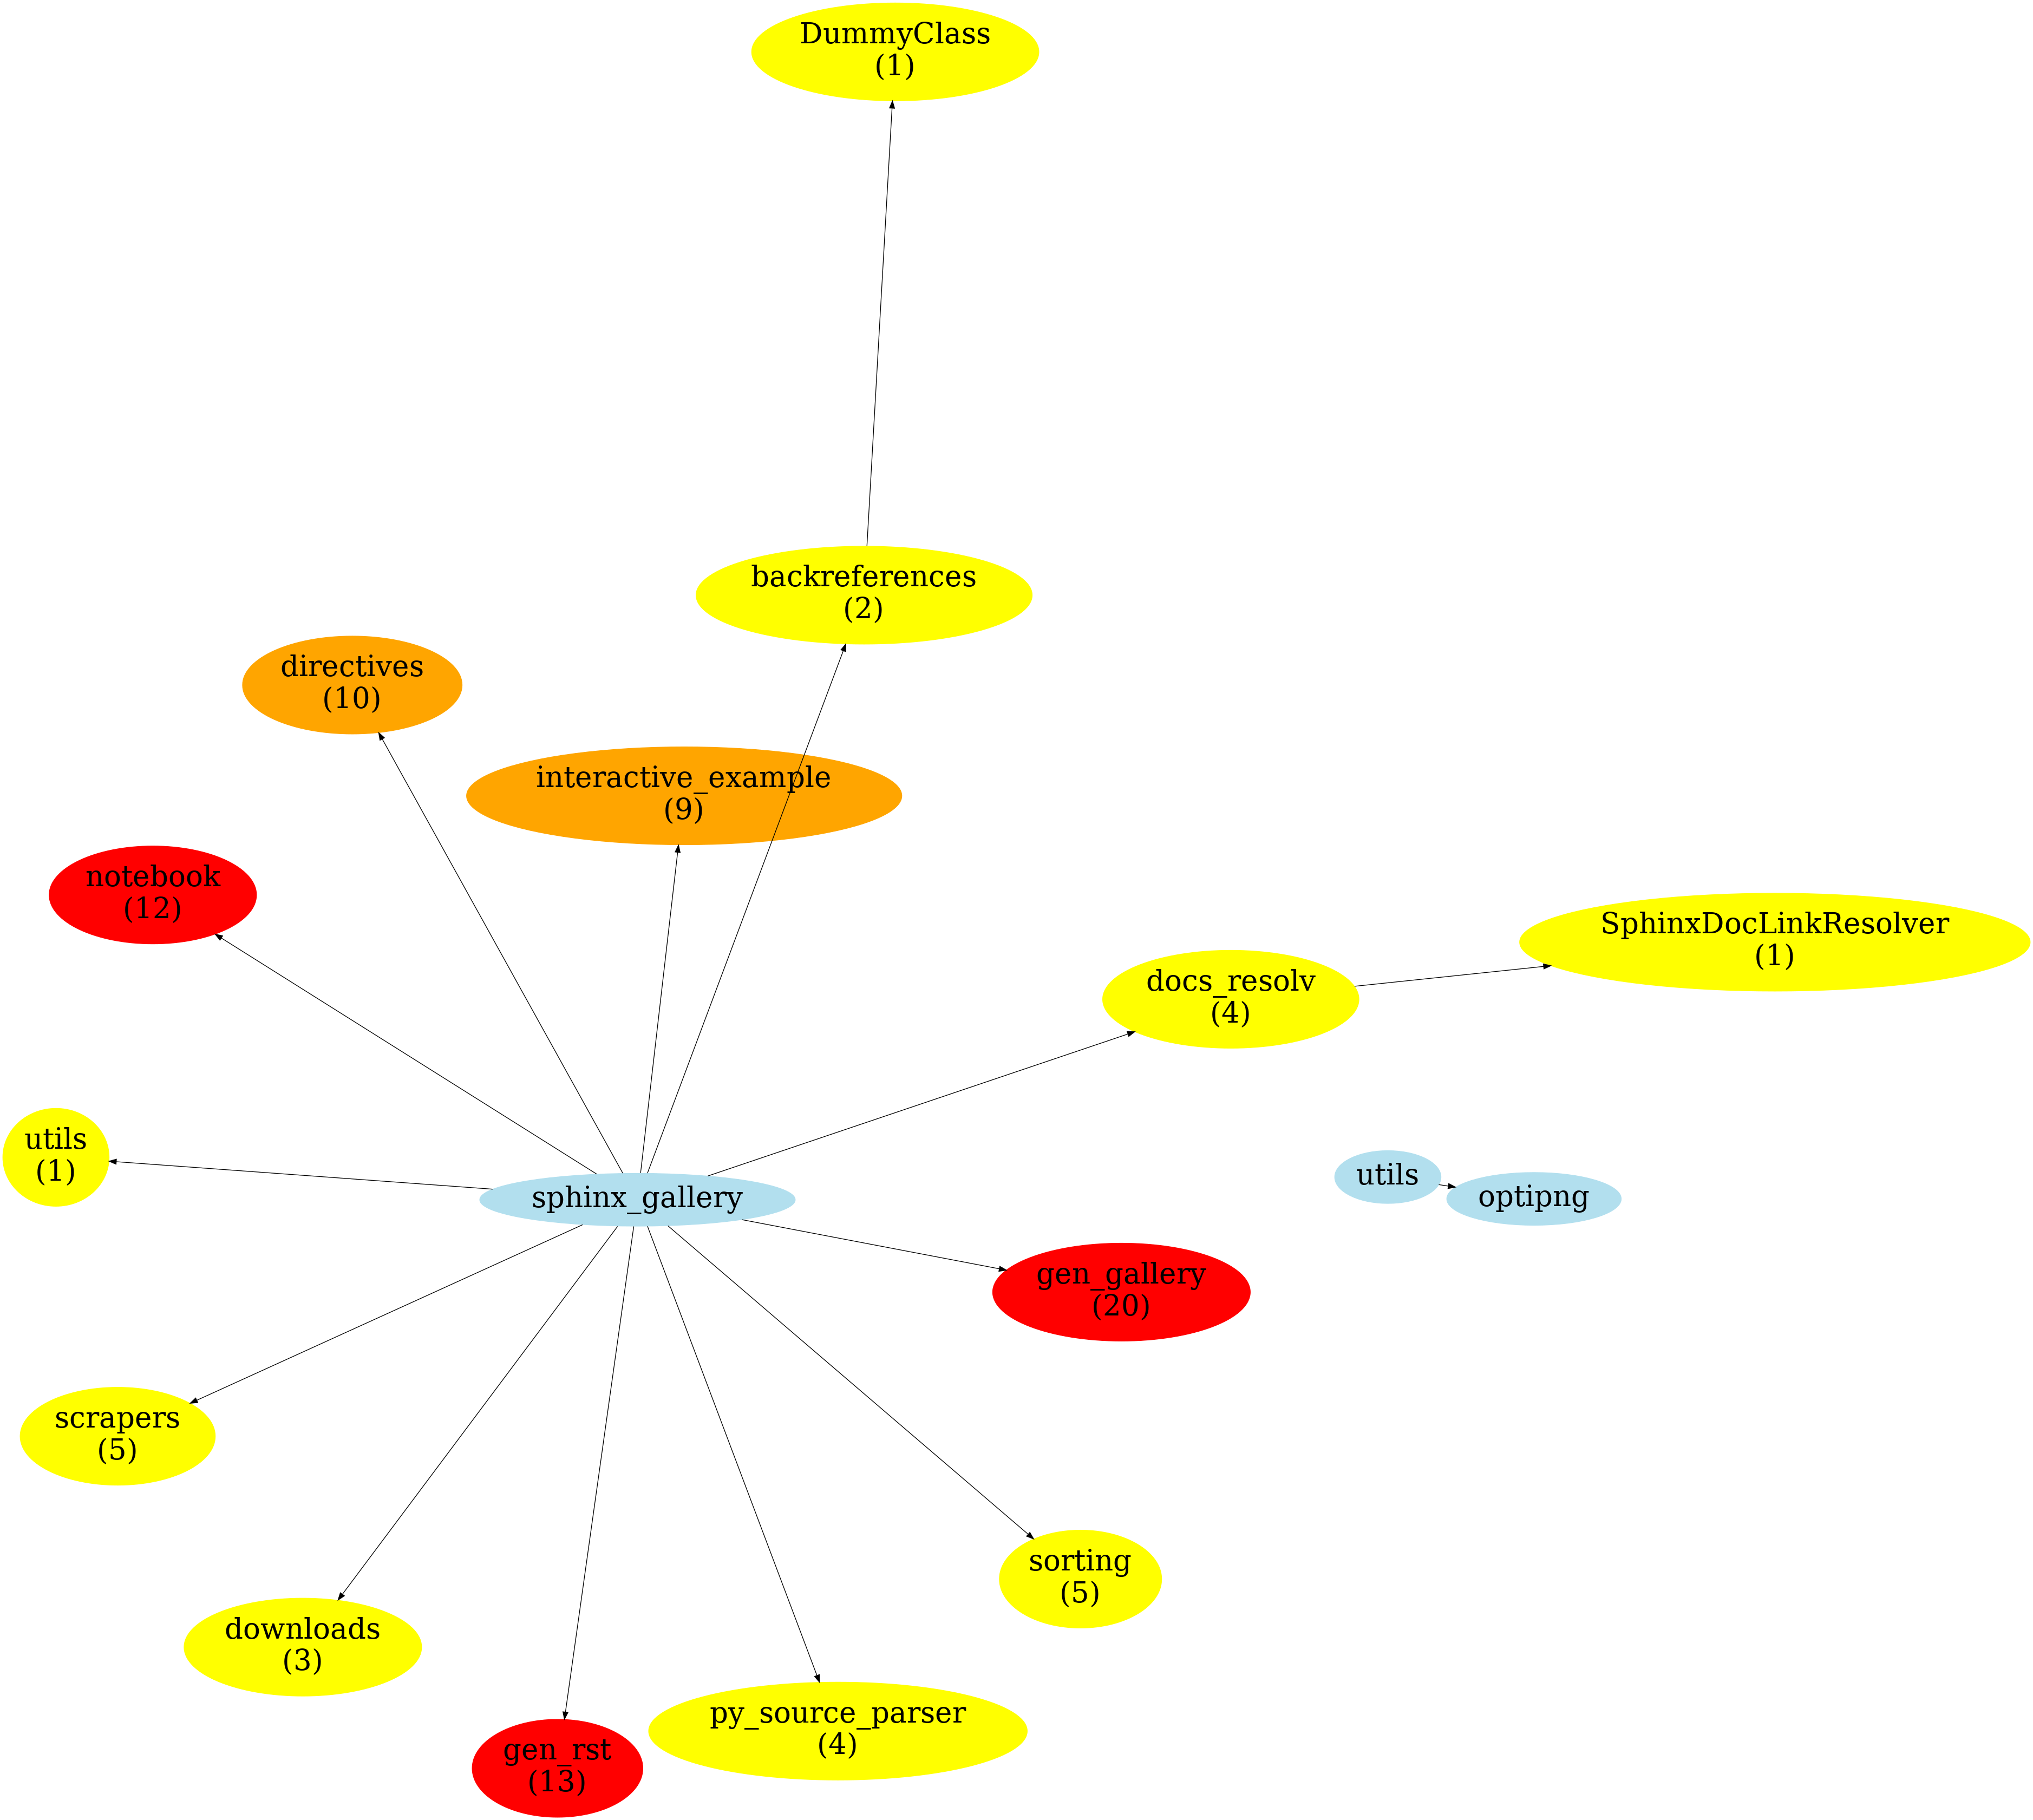 DummyClass
(1)
backreferences
(2)
directives
(10)
interactive_example
(9)
notebook
(12)
SphinxDocLinkResolver
(1)
docs_resolv
(4)
utils
(1)
utils
optipng
sphinx_gallery
gen_gallery
(20)
scrapers
(5)
sorting
(5)
downloads
(3)
py_source_parser
(4)
gen_rst
(13)